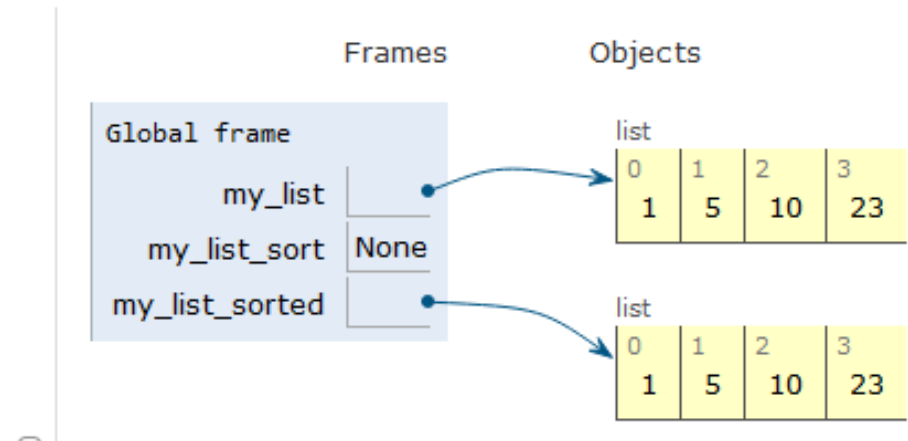 Frames Objects
Global frame
my_list
my_list_sort None
my_list_sorted
list
0 1 2 3
1 5 10 23
list
0 1 2 3
1 5 10 23